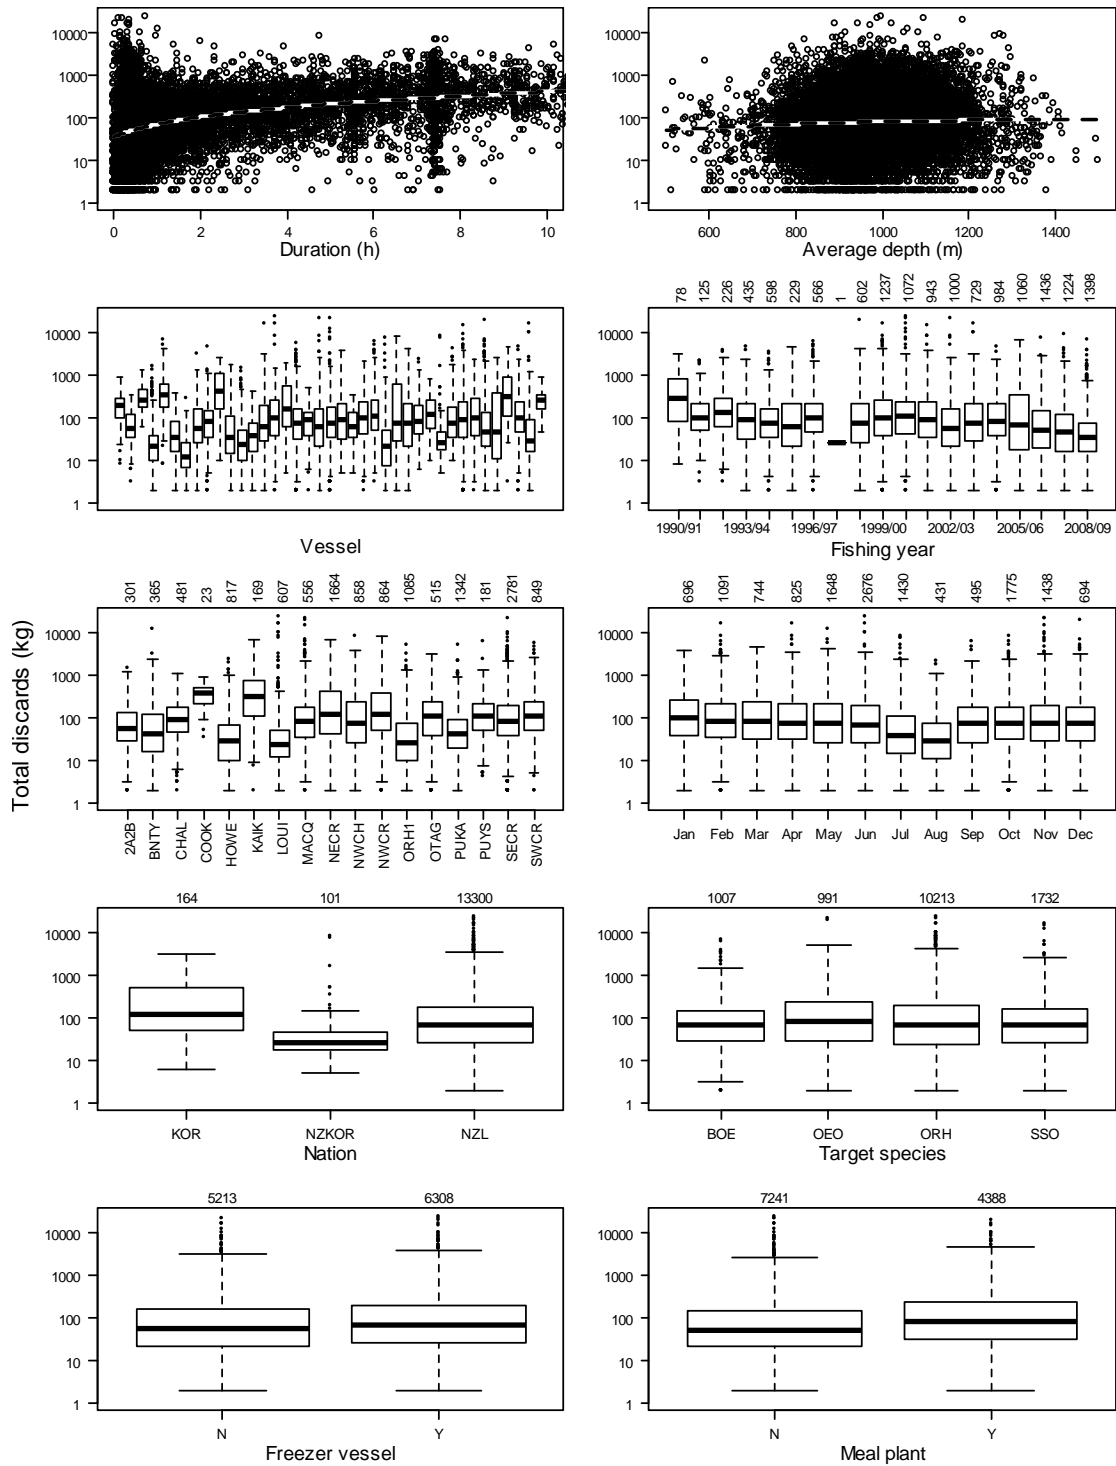 Total discards (kg)
10000
1000
100
10
1
0 2 4 6 8 10
Duration (h)
10000
1000
100
10
1
600 800 1000 1200 1400
Average depth (m)
10000
1000
100
10
1
Vessel
78 125 226 435 598 229 566 1 602 1237 1072 943 1000 729 984 1060 1436 1224 1398
10000
1000
100
10
1
1990/91 1993/94 1996/97 1999/00 2002/03 2005/06 2008/09
Fishing year
301 365 481 23 817 169 607 556 1664 858 864 1085 515 1342 181 2781 849
10000
1000
100
10
1
2A2B BNTY CHAL COOK HOWE KAIK LOUI MACQ NECR NWCH NWCR ORH1 OTAG PUKA PUYS SECR SWCR
696 1091 744 825 1648 2676 1430 431 495 1775 1438 694
10000
1000
100
10
1
Jan Feb Mar Apr May Jun Jul Aug Sep Oct Nov Dec
164 101 13300
10000
1000
100
10
1
KOR NZKOR NZL
Nation
1007 991 10213 1732
10000
1000
100
10
1
BOE OEO ORH SSO
Target species
5213 6308
10000
1000
100
10
1
N Y
Freezer vessel
7241 4388
10000
1000
100
10
1
N Y
Meal plant